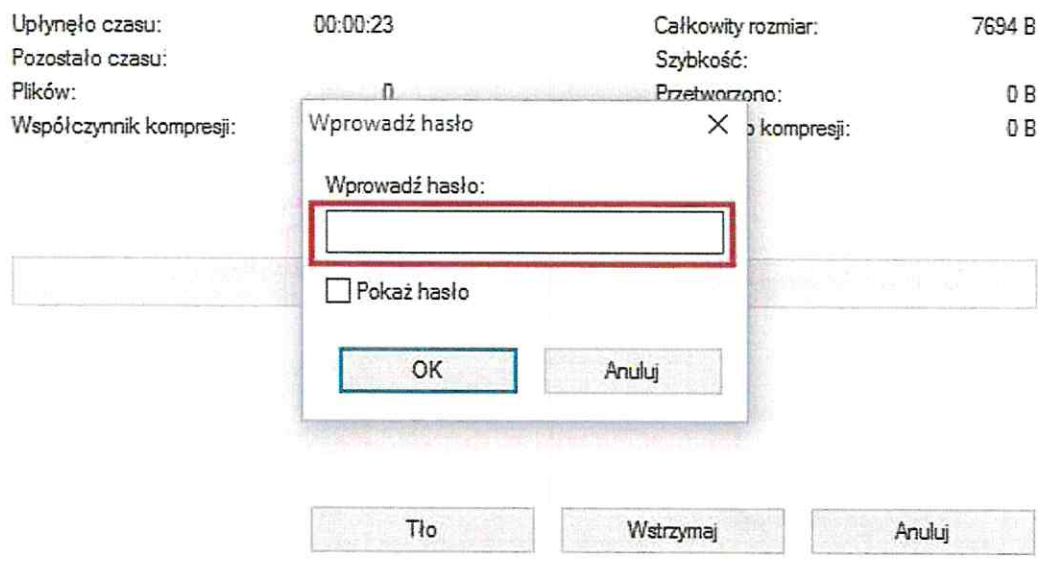 Upłynęło czasu: 00:00:23 Całkowity rozmiar: 7694 B
Pozostało czasu: Szybkość:
Plików: 0 Przetworzono: 0 B
Współczynnik kompresji: kompresji: 0 B
Wprowadź hasło
Wprowadź hasło:
Pokaż hasło
OK Anuluj
Tło Wstrzymaj Anuluj